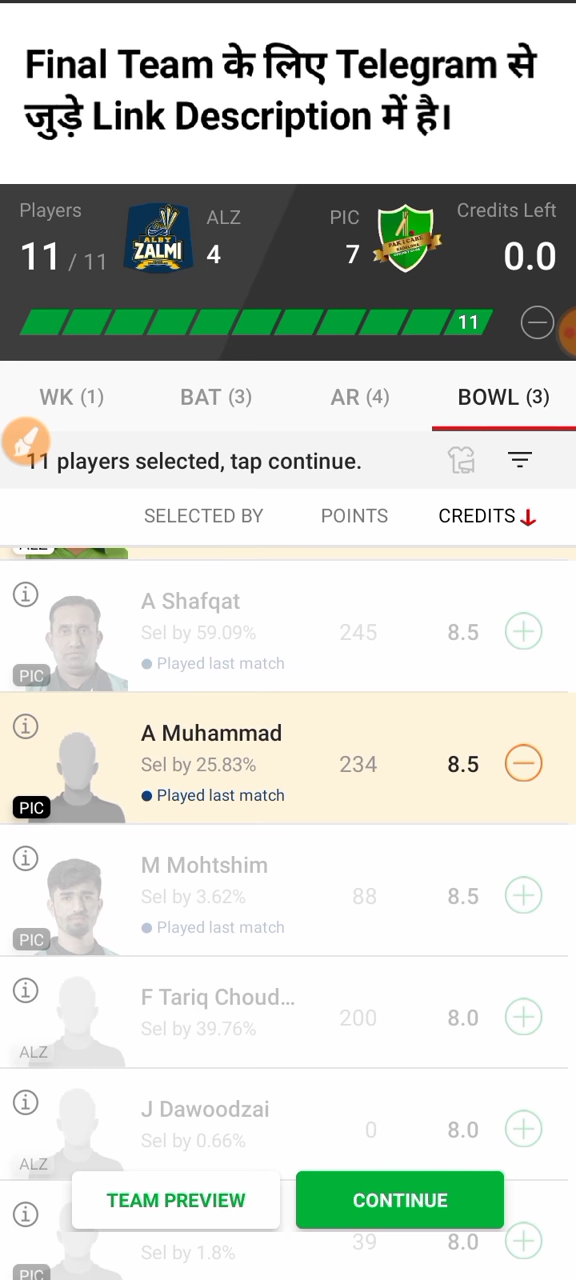 Final Team के लिए Telegram से
जुड़े Link Description में है।
Players ALZ PIC Credits Left
11 / 11 ALBY ZALMI 4 7 0.0
11
WK (1) BAT (3) AR (4) BOWL (3)
11 players selected, tap continue.
SELECTED BY POINTS CREDITS
A Shafqat
Sel by 59.09% 245 8.5
Played last match
PIC
A Muhammad
Sel by 25.83% 234 8.5
Played last match
PIC
M Mohtshim
Sel by 3.62% 88 8.5
Played last match
PIC
F Tariq Choud...
Sel by 39.76% 200 8.0
ALZ
J Dawoodzai
Sel by 0.66% 0 8.0
ALZ
TEAM PREVIEW CONTINUE
Sel by 1.8% 39 8.0
PIC